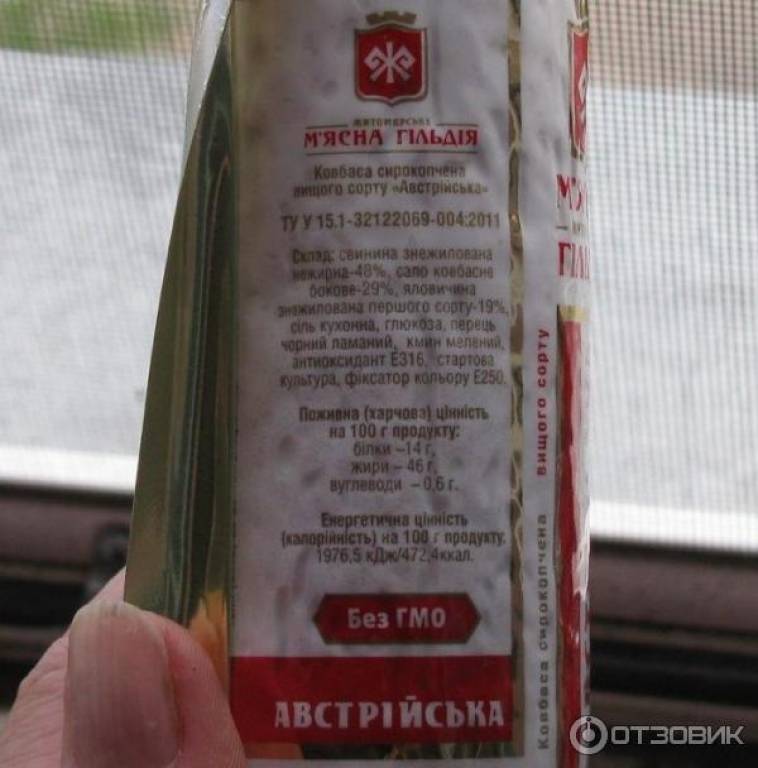 ЖИТОМИРСЬКА
М'ЯСНА ГІЛЬДІЯ
Ковбаса сирокопчена
вищого сорту «Австрійська»
ТУ У 15.1-32122069-004:2011
Склад: свинина знежилована
нежирна-48%, сало ковбасне
бокове-29%, яловичина
знежилована першого сорту-19%,
сіль кухонна, глюкоза, перець
чорний ламаний, кмин мелений,
антиоксидант Е316, стартова
культура, фіксатор кольору Е250.
Поживна (харчова) цінність
на 100 г продукту:
білки –14 г,
жири – 46 г,
вуглеводи – 0,6 г.
Енергетична цінність
(калорійність) на 100 г продукту:
1976,5 кДж/472,4ккал.
Без ГМО
АВСТРІЙСЬКА
Ковбаса сирокопчена вищого сорту
ОТЗОВИК